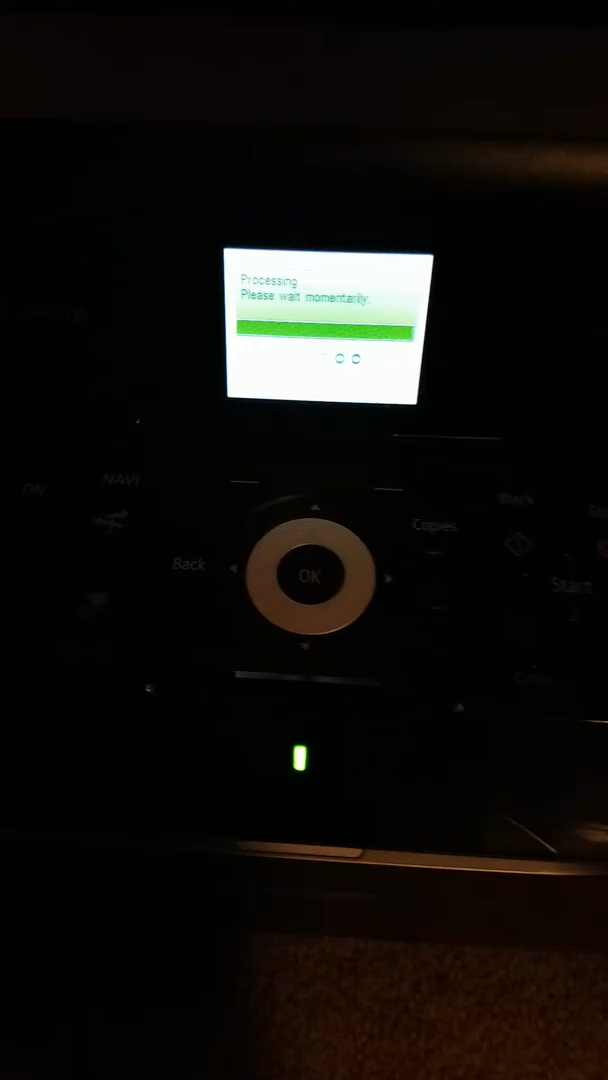 Processing...
Please wait momentarily.
ON
NAVI
Black
Copies
Back
OK
Start
Color